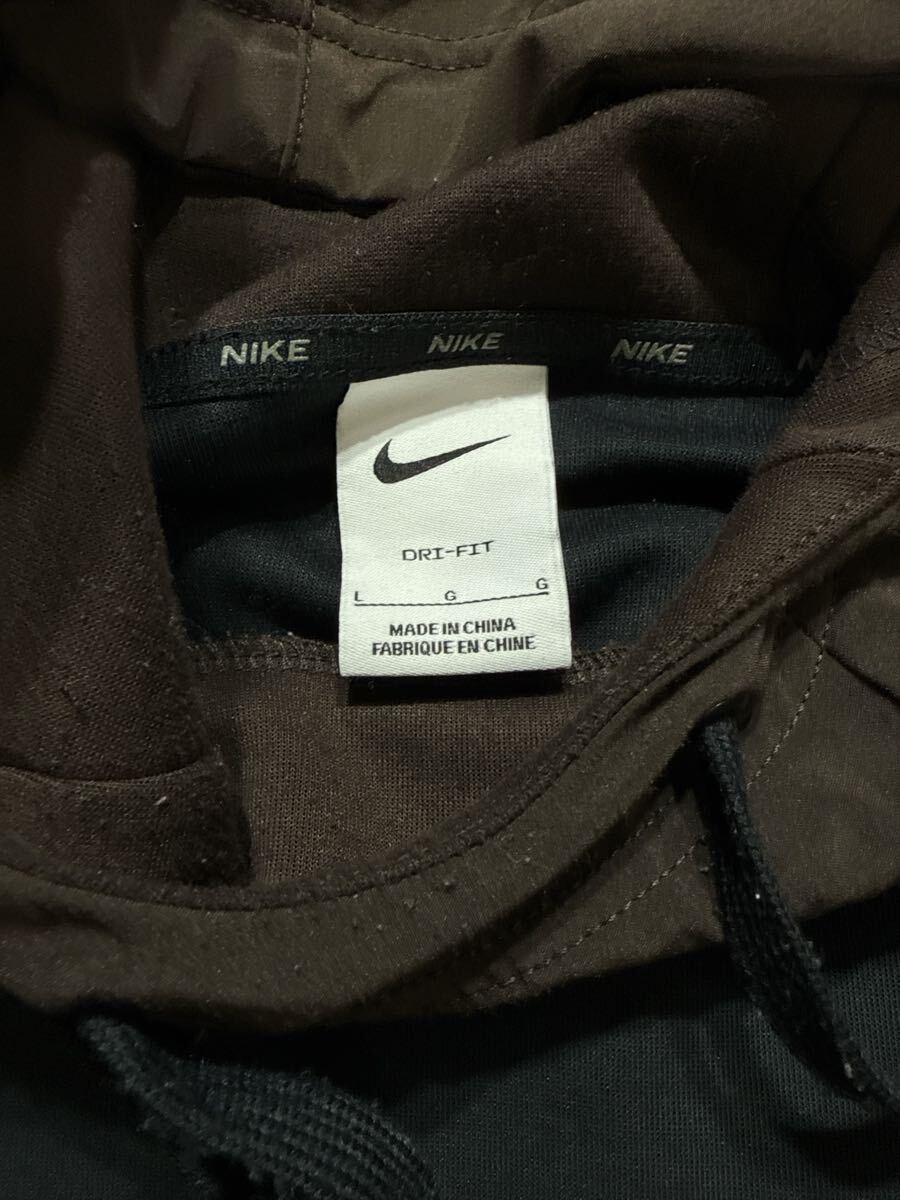 NIKE NIKE NIKE N
DRI-FIT
L G G
MADE IN CHINA
FABRIQUE EN CHINE